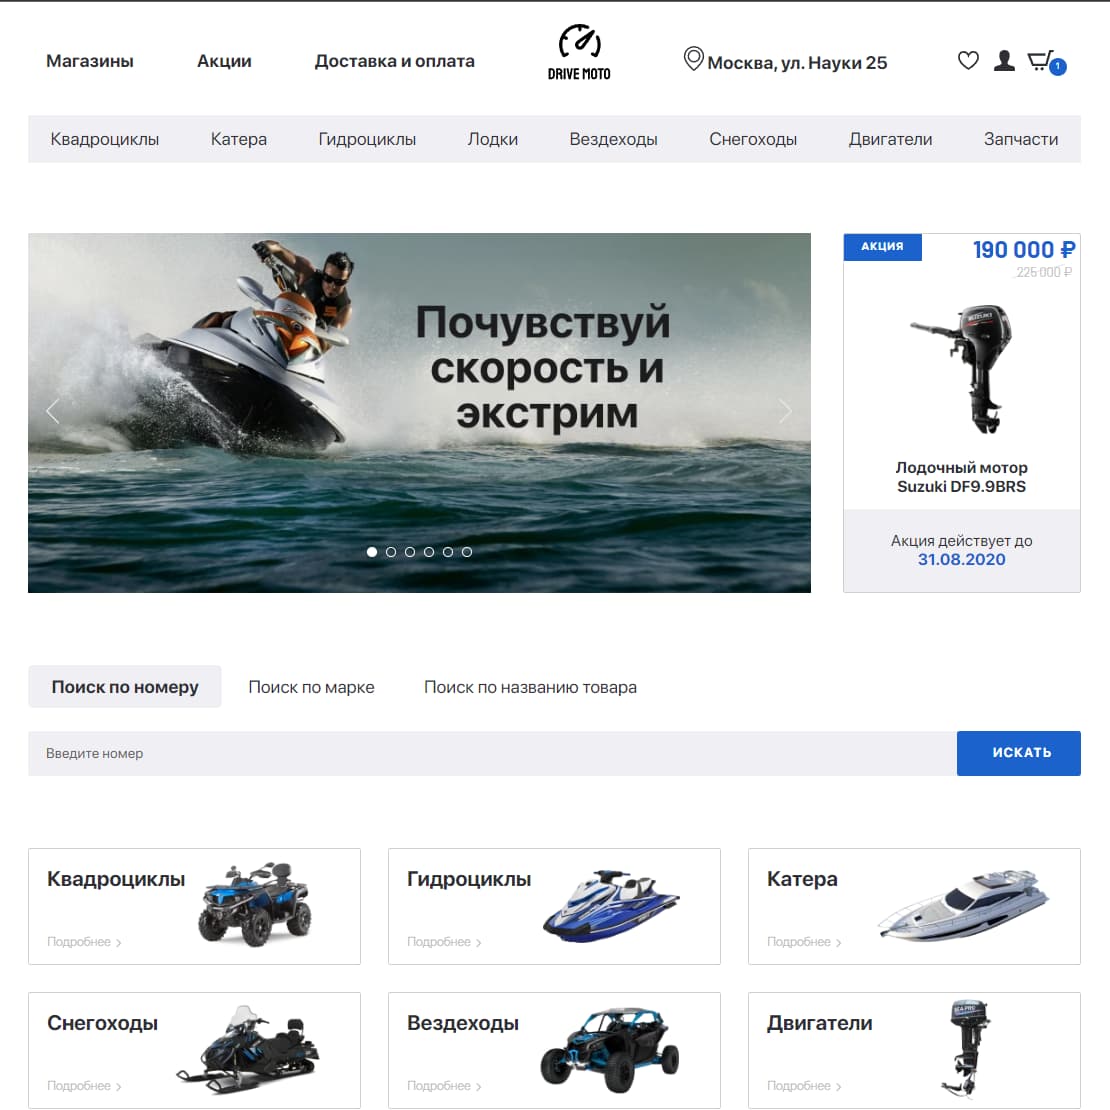 Магазины
Акции
Доставка и оплата
DRIVE MOTO
Москва, ул. Науки 25
1
Квадроциклы
Катера
Гидроциклы
Лодки
Вездеходы
Снегоходы
Двигатели
Запчасти
Почувствуй
скорость и
экстрим
АКЦИЯ
190 000 ₽
225 000 ₽
SUZUKI
Лодочный мотор
Suzuki DF9.9BRS
Акция действует до
31.08.2020
Поиск по номеру
Поиск по марке
Поиск по названию товара
Введите номер
ИСКАТЬ
Квадроциклы
Подробнее
Гидроциклы
Подробнее
Катера
Подробнее
Снегоходы
Подробнее
Вездеходы
Подробнее
Двигатели
SEA-PRO
Подробнее